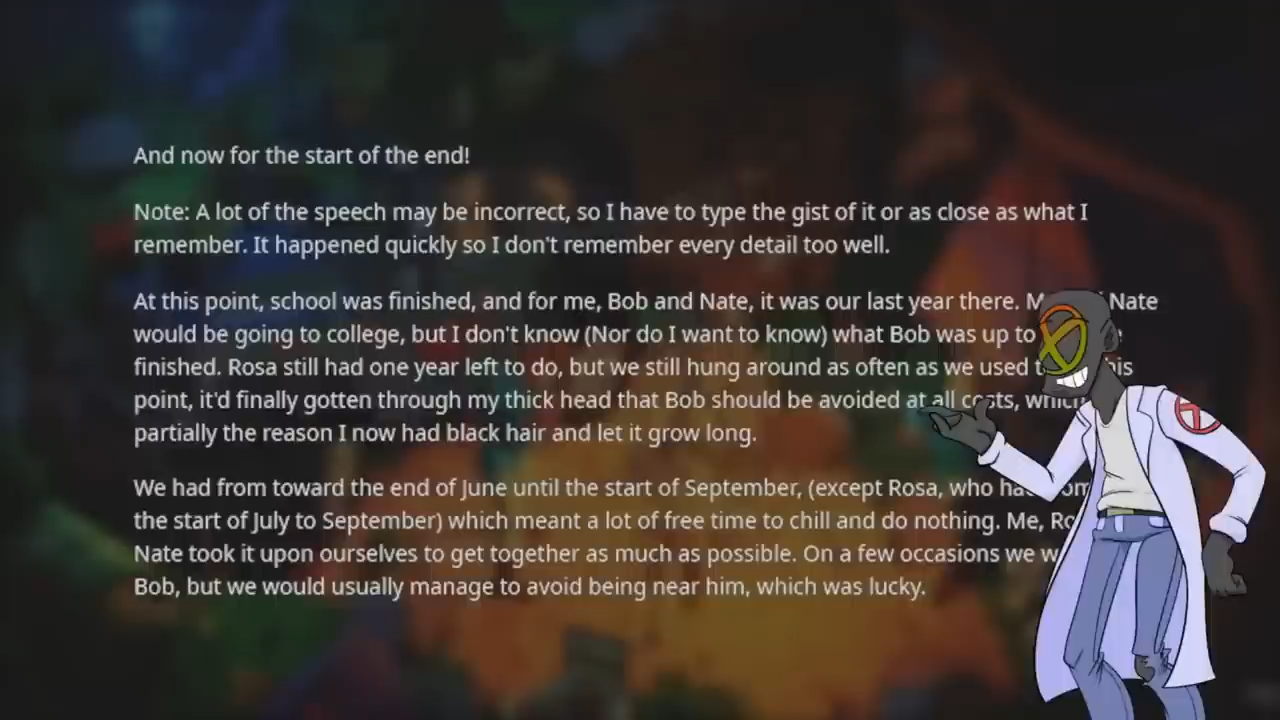 And now for the start of the end!
Note: A lot of the speech may be incorrect, so I have to type the gist of it or as close as what I
remember. It happened quickly so I don't remember every detail too well.
At this point, school was finished, and for me, Bob and Nate, it was our last year there. Nate
would be going to college, but I don't know (Nor do I want to know) what Bob was up to
finished. Rosa still had one year left to do, but we still hung around as often as we used
point, it'd finally gotten through my thick head that Bob should be avoided at all costs, which
partially the reason I now had black hair and let it grow long.
We had from toward the end of June until the start of September, (except Rosa, who had
the start of July to September) which meant a lot of free time to chill and do nothing. Me,
Nate took it upon ourselves to get together as much as possible. On a few occasions we
Bob, but we would usually manage to avoid being near him, which was lucky.